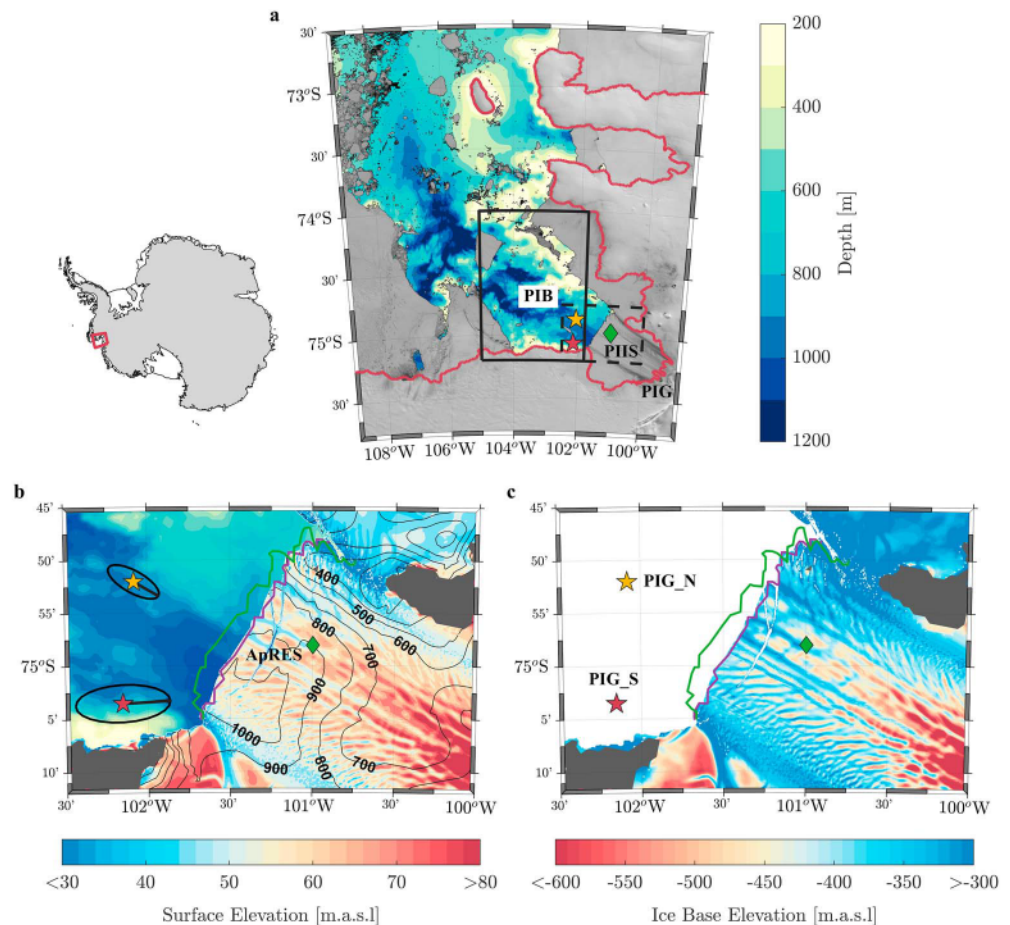 a
30'
73°S
30'
74°S
30'
75°S
30'
PIB
PIIS
PIG
108°W
106°W
104°W
102°W
100°W
200
400
600
800
1000
1200
Depth [m]
b
45'
50'
55'
75°S
5'
10'
400
500
600
800
700
ApRES
900
1000
900
800
700
30'
102°W
30'
101°W
30'
100°W
<30
40
50
60
70
>80
Surface Elevation [m.a.s.l]
c
45'
50'
55'
75°S
5'
10'
PIG_N
PIG_S
30'
102°W
30'
101°W
30'
100°W
<-600
-550
-500
-450
-400
-350
>-300
Ice Base Elevation [m.a.s.l]